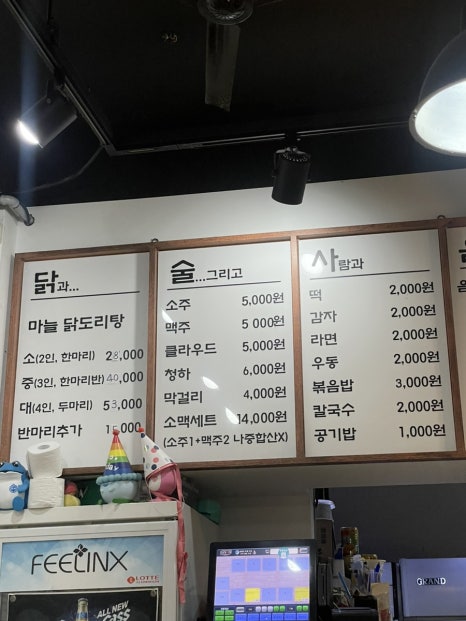 닭과...
마늘 닭도리탕
소(2인, 한마리) 28,000
중(3인, 한마리반) 40,000
대(4인, 두마리) 53,000
반마리추가 15,000
술...그리고
소주 5,000원
맥주 5 000원
클라우드 5,000원
청하 6,000원
막걸리 4,000원
소맥세트 14,000원
(소주1+맥주2 나중합산X)
사람과
떡 2,000원
감자 2,000원
라면 2,000원
우동 2,000원
볶음밥 3,000원
칼국수 2,000원
공기밥 1,000원
FEELINX
LOTTE
ALL NEW
Cass
GRAND